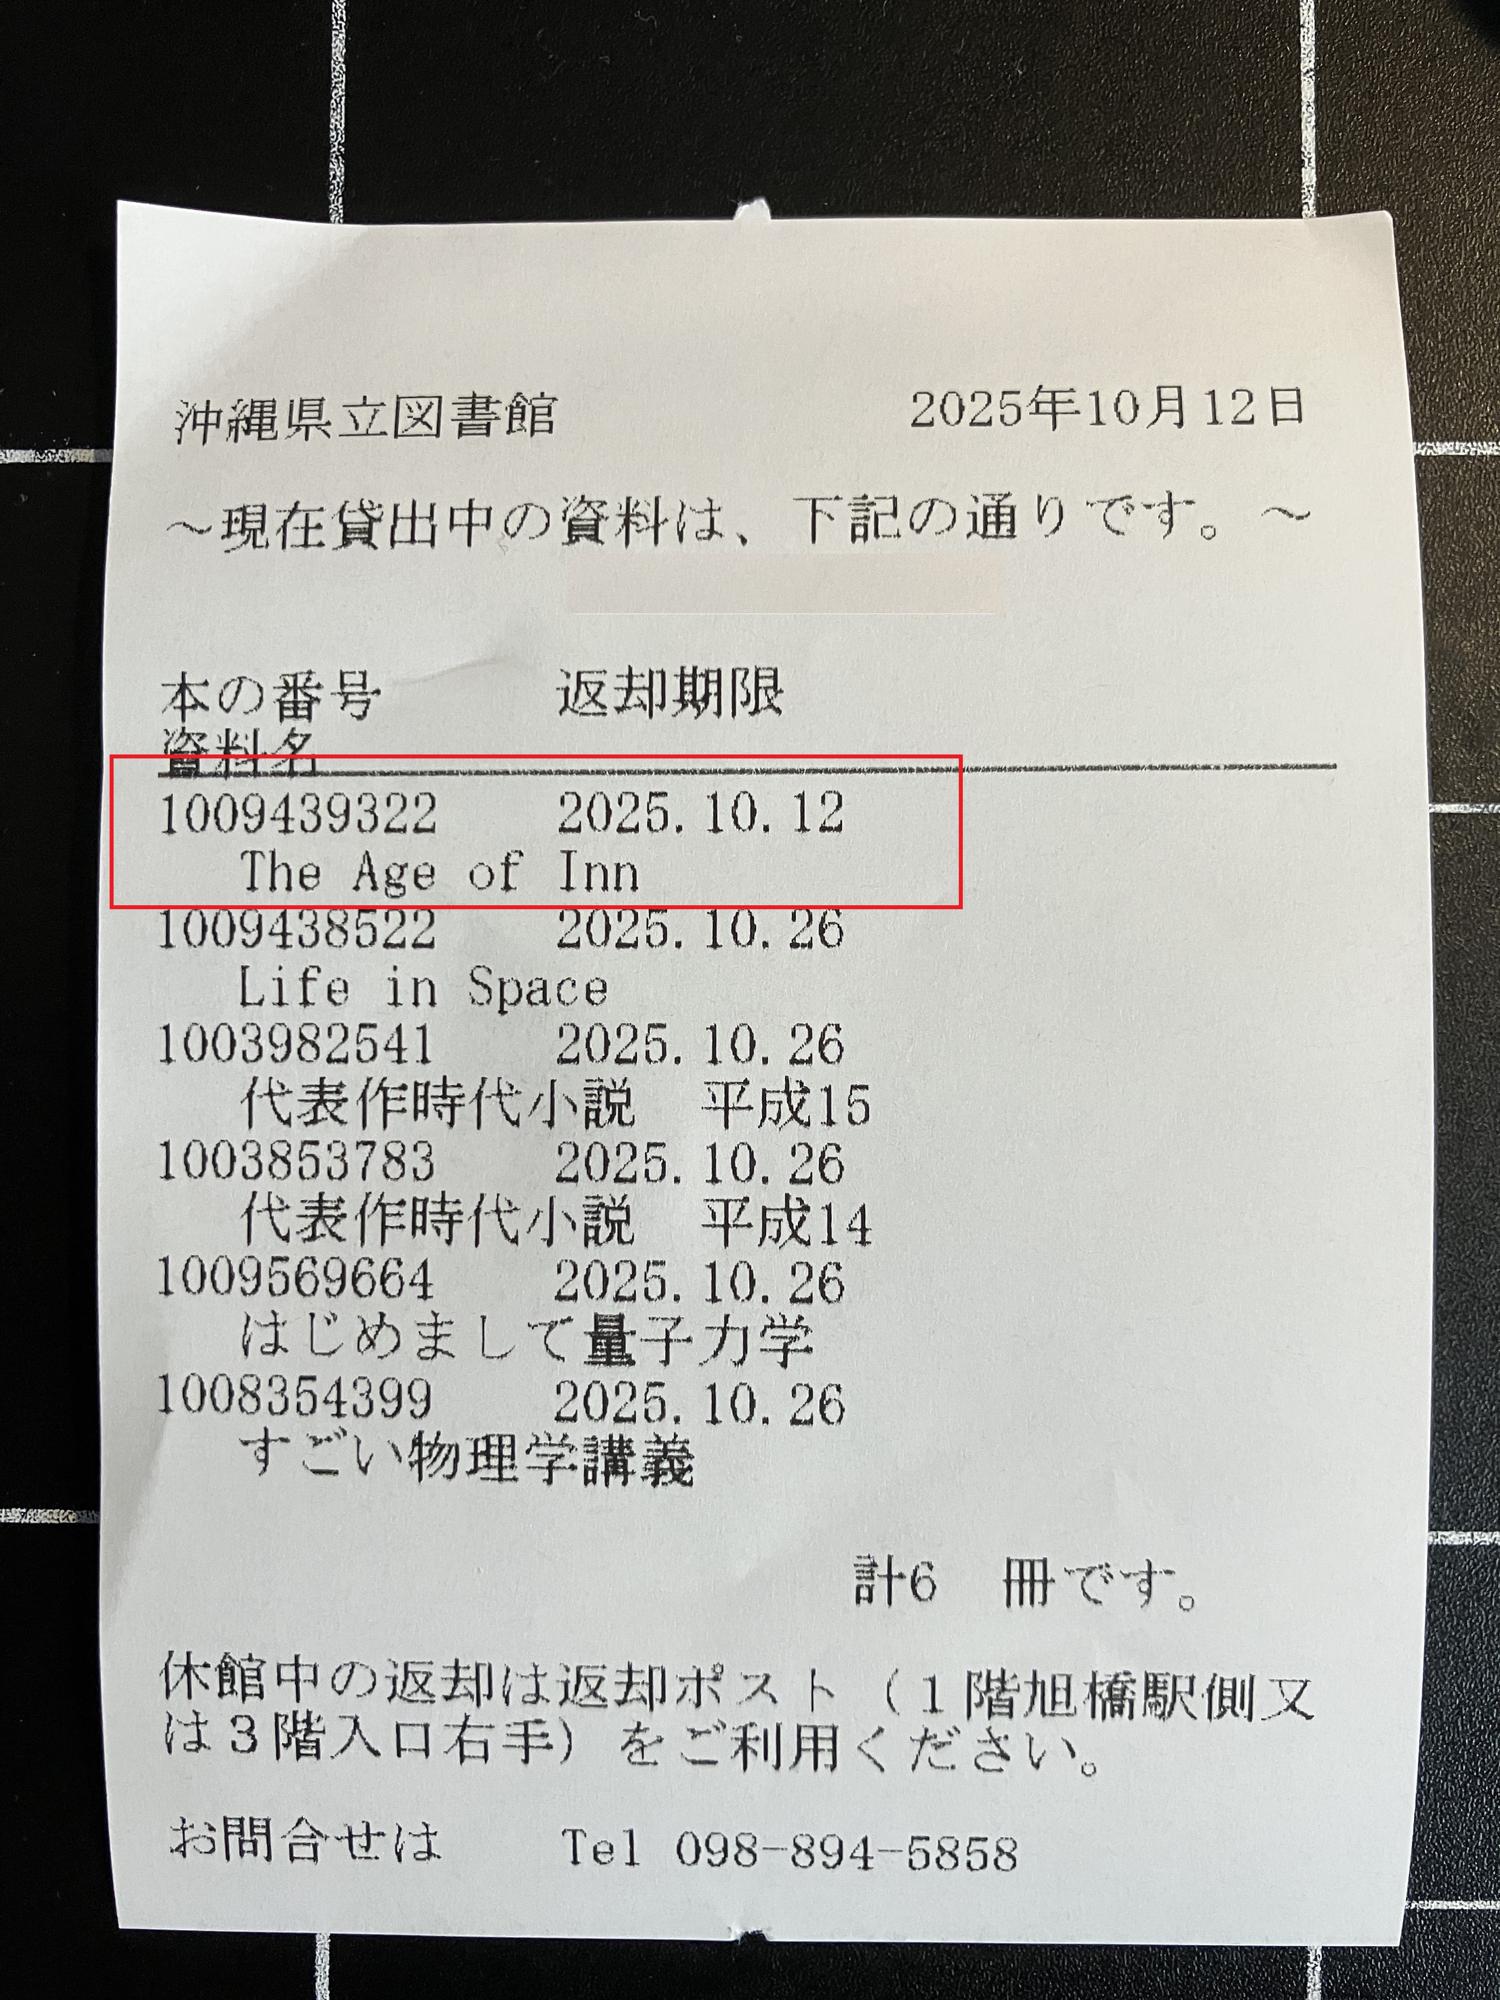 沖縄県立図書館 2025年10月12日
～現在貸出中の資料は、下記の通りです。～
本の番号 返却期限
資料名
1009439322 2025.10.12
The Age of Inn
1009438522 2025.10.26
Life in Space
1003982541 2025.10.26
代表作時代小説 平成15
1003853783 2025.10.26
代表作時代小説 平成14
1009569664 2025.10.26
はじめまして量子力学
1008354399 2025.10.26
すごい物理学講義
計6 冊です。
休館中の返却は返却ポスト（１階旭橋駅側又
は３階入口右手）をご利用ください。
お問合せは Tel 098-894-5858